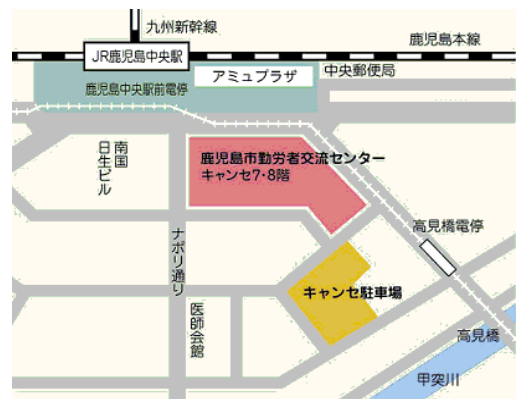 九州新幹線
鹿児島本線
JR鹿児島中央駅
アミュプラザ
中央郵便局
鹿児島中央駅前電停
南国
日生ビル
鹿児島市勤労者交流センター
キャンセ7・8階
高見橋電停
ナポリ通り
キャンセ駐車場
医師会館
高見橋
甲突川